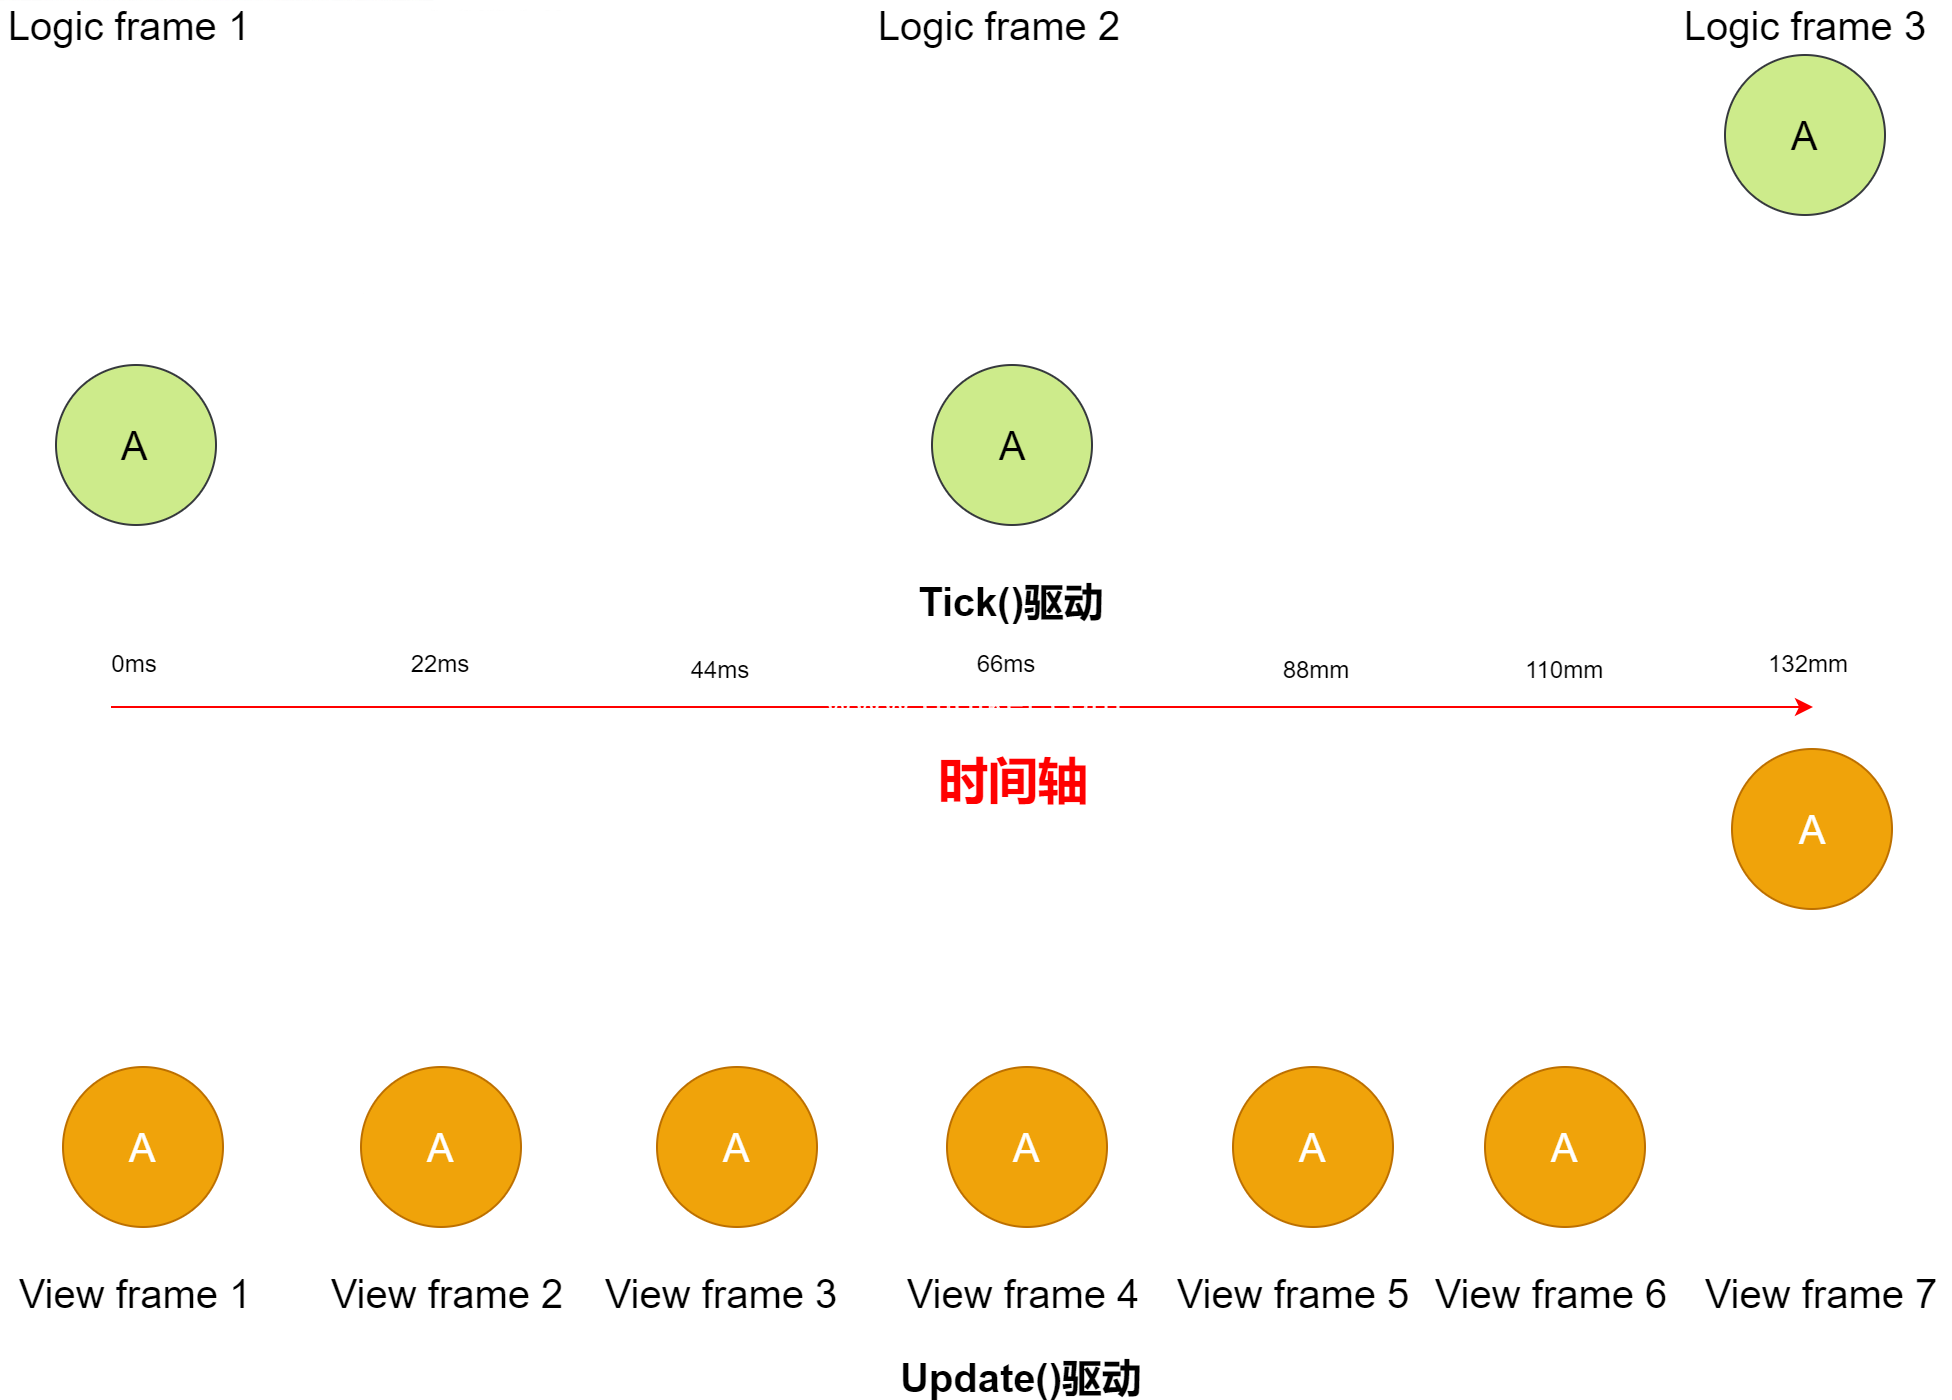 Logic frame 1
Logic frame 2
Logic frame 3
A
A
A
Tick()驱动
0ms
22ms
44ms
66ms
88mm
110mm
132mm
时间轴
A
A
A
A
A
A
A
View frame 1
View frame 2
View frame 3
View frame 4
View frame 5
View frame 6
View frame 7
Update()驱动